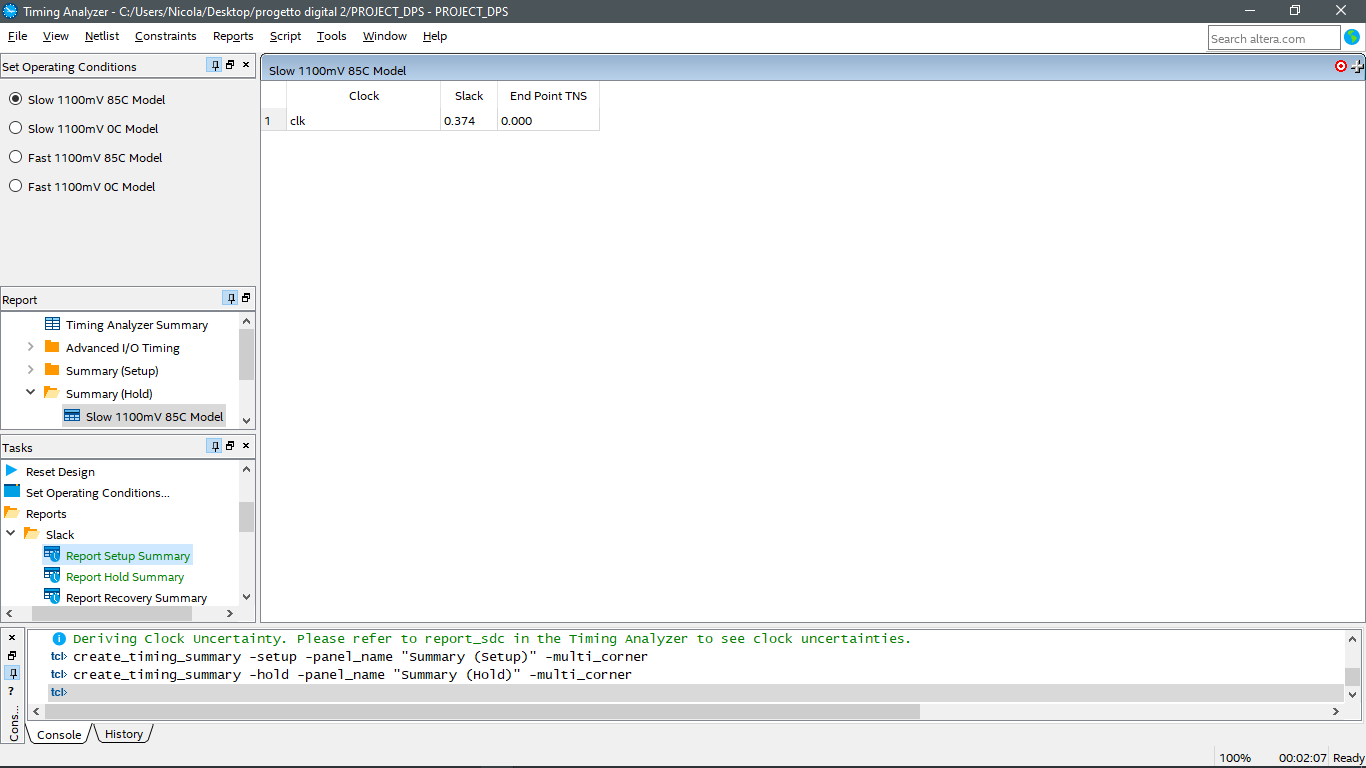 Timing Analyzer - C:/Users/Nicola/Desktop/progetto digital 2/PROJECT_DPS - PROJECT_DPS
File View Netlist Constraints Reports Script Tools Window Help
Search altera.com
Set Operating Conditions
Slow 1100mV 85C Model
Slow 1100mV 0C Model
Fast 1100mV 85C Model
Fast 1100mV 0C Model
Report
Timing Analyzer Summary
Advanced I/O Timing
Summary (Setup)
Summary (Hold)
Slow 1100mV 85C Model
Tasks
Reset Design
Set Operating Conditions...
Reports
Slack
Report Setup Summary
Report Hold Summary
Report Recovery Summary
Slow 1100mV 85C Model
Clock Slack End Point TNS
1 clk 0.374 0.000
Cons...
Deriving Clock Uncertainty. Please refer to report_sdc in the Timing Analyzer to see clock uncertainties.
tcl> create_timing_summary -setup -panel_name "Summary (Setup)" -multi_corner
tcl> create_timing_summary -hold -panel_name "Summary (Hold)" -multi_corner
tcl>
Console History
100% 00:02:07 Ready